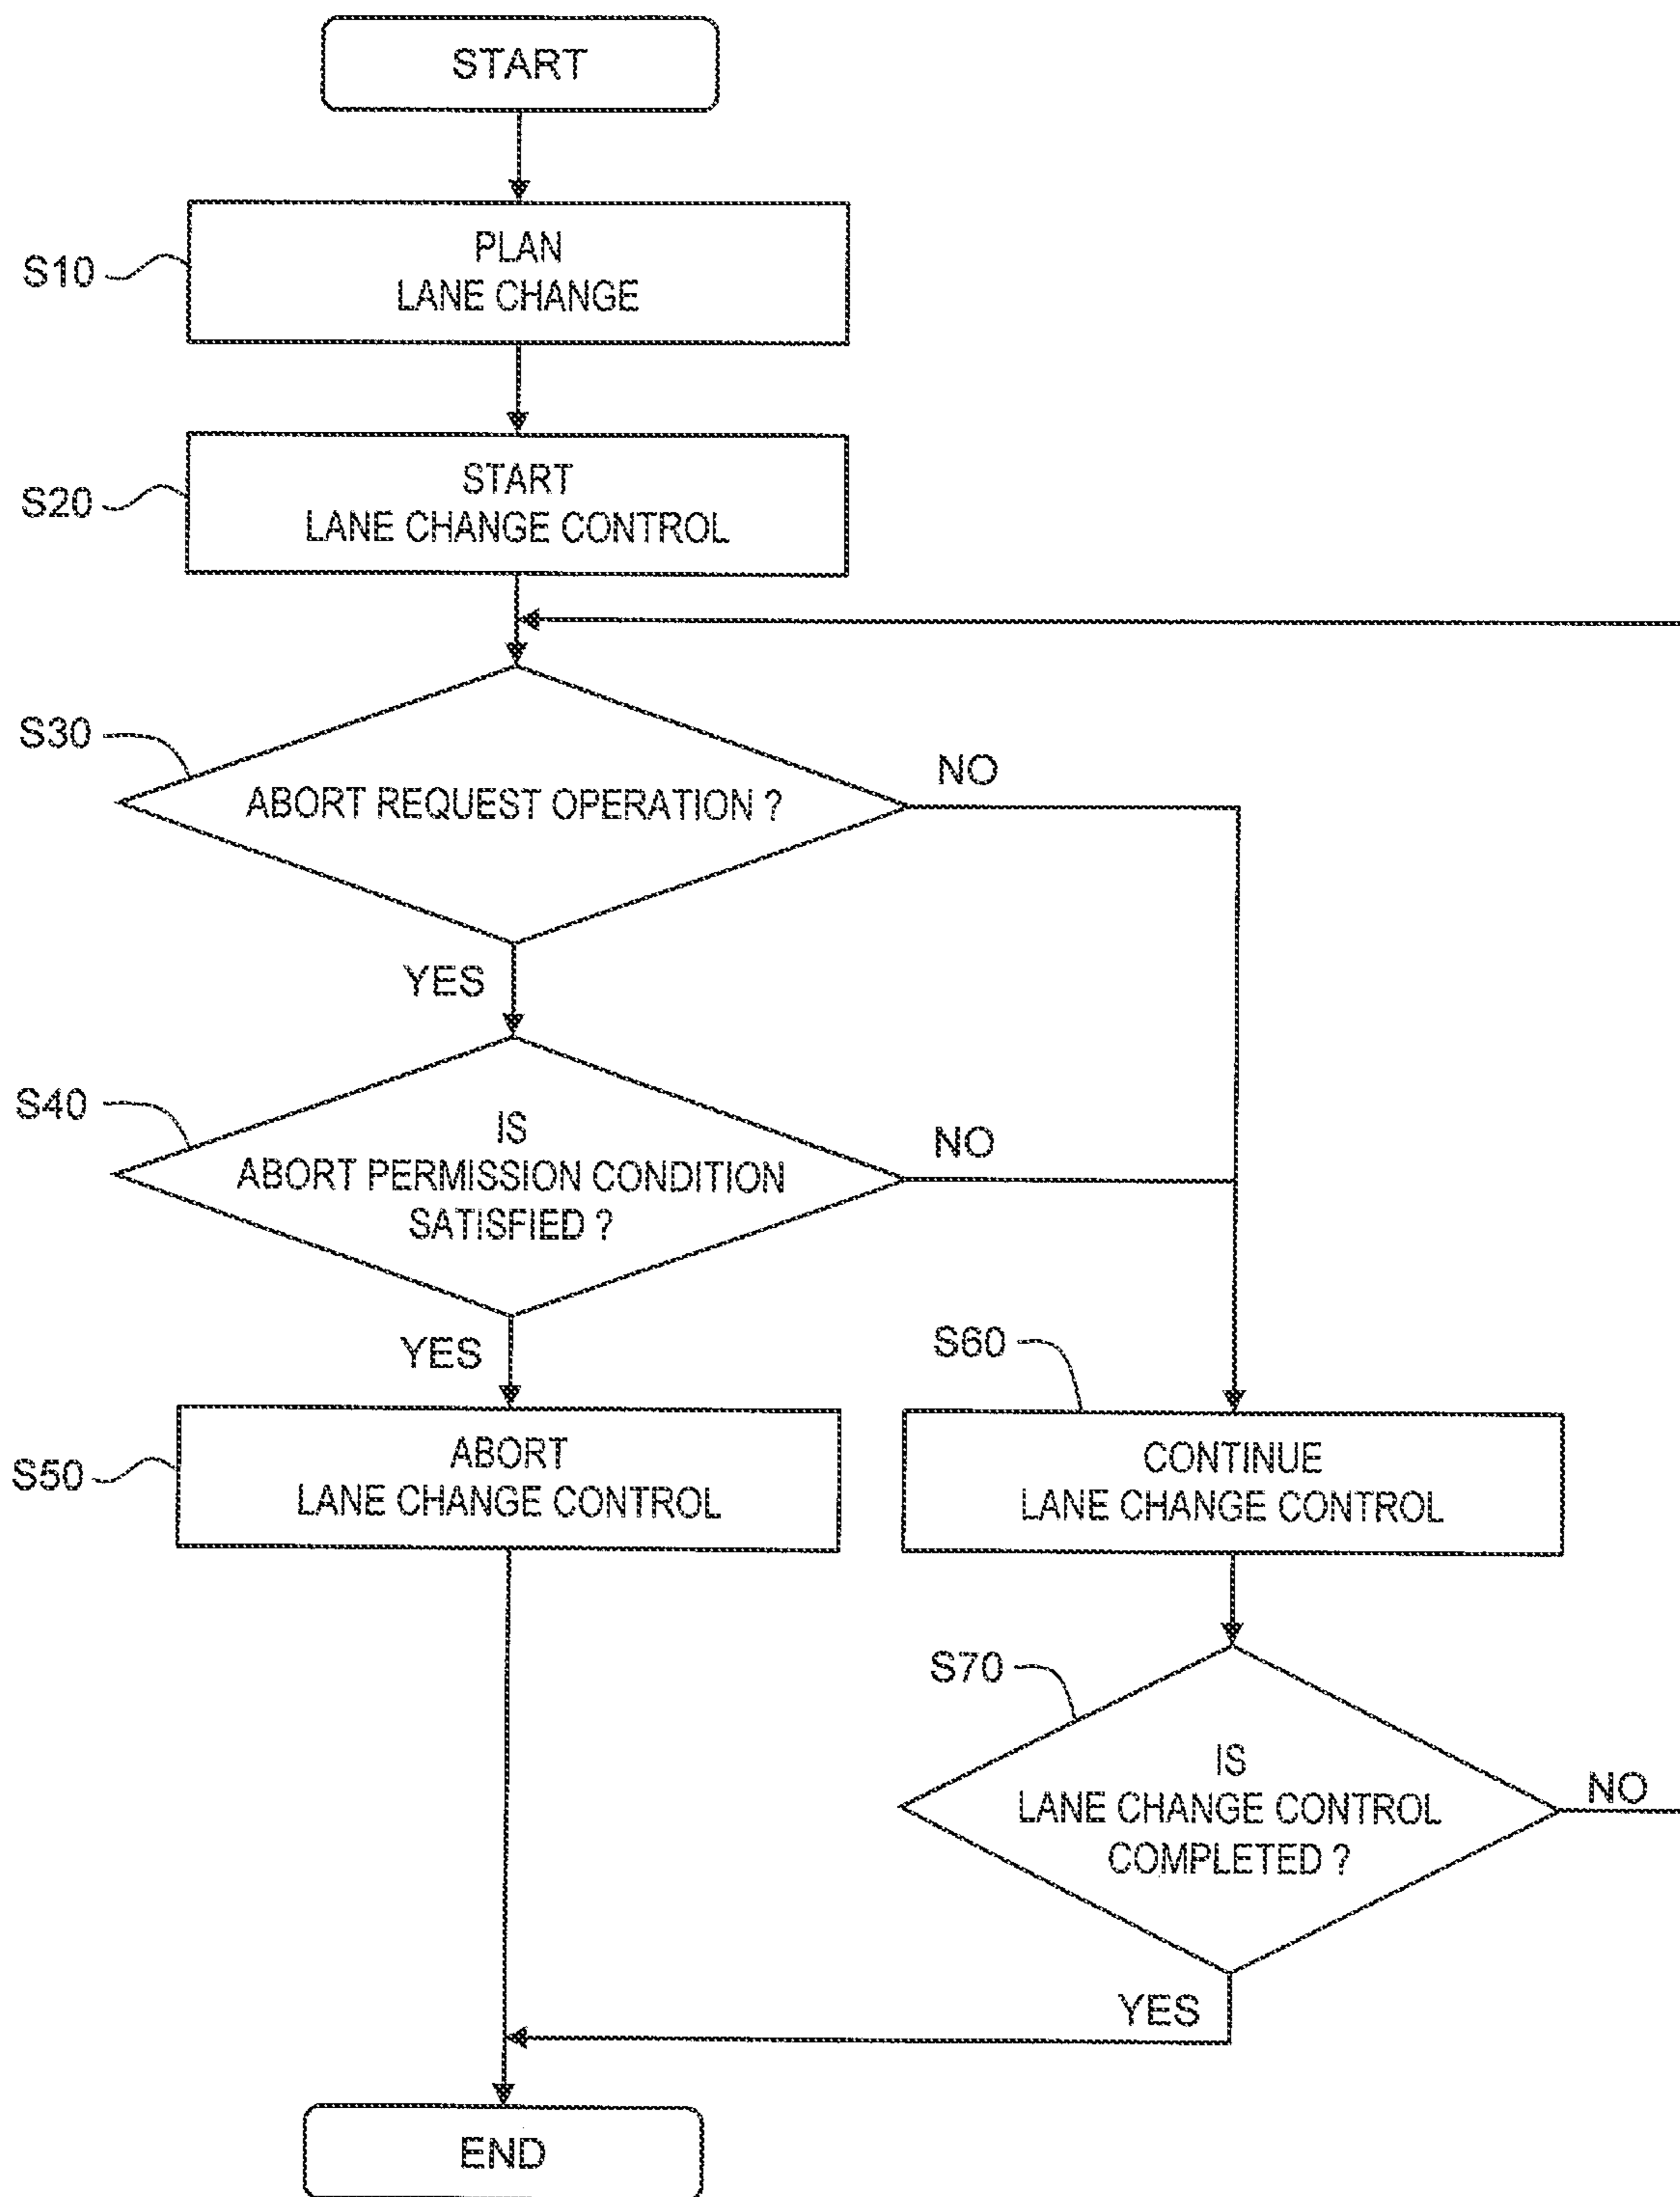 START
S10
PLAN
LANE CHANGE
S20
START
LANE CHANGE CONTROL
S30
ABORT REQUEST OPERATION ?
NO
YES
S40
IS
ABORT PERMISSION CONDITION
SATISFIED ?
NO
YES
S50
ABORT
LANE CHANGE CONTROL
S60
CONTINUE
LANE CHANGE CONTROL
S70
IS
LANE CHANGE CONTROL
COMPLETED ?
NO
YES
END